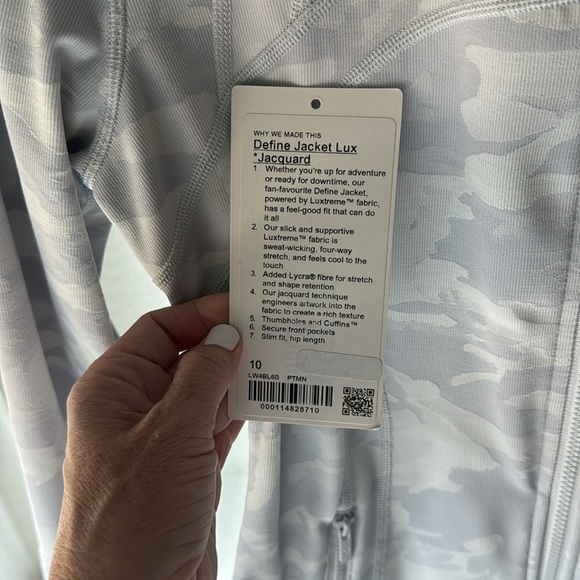 WHY WE MADE THIS
Define Jacket Lux
*Jacquard
1. Whether you're up for adventure
or ready for downtime, our
fan-favourite Define Jacket,
powered by Luxtreme™ fabric,
has a feel-good fit that can do
it all
2. Our slick and supportive
Luxtreme™ fabric is
sweat-wicking, four-way
stretch, and feels cool to the
touch
3. Added Lycra® fibre for stretch
and shape retention
4. Our jacquard technique
engineers artwork into the
fabric to create a rich texture
5. Thumbholes and Cuffins™
6. Secure front pockets
7. Slim fit, hip length
10
LW4BL6S PTMN
000114828710